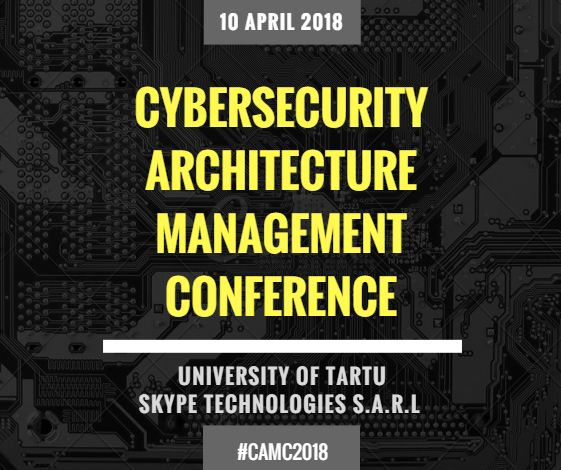 10 APRIL 2018
CYBERSECURITY
ARCHITECTURE
MANAGEMENT
CONFERENCE
UNIVERSITY OF TARTU
SKYPE TECHNOLOGIES S.A.R.L
#CAMC2018